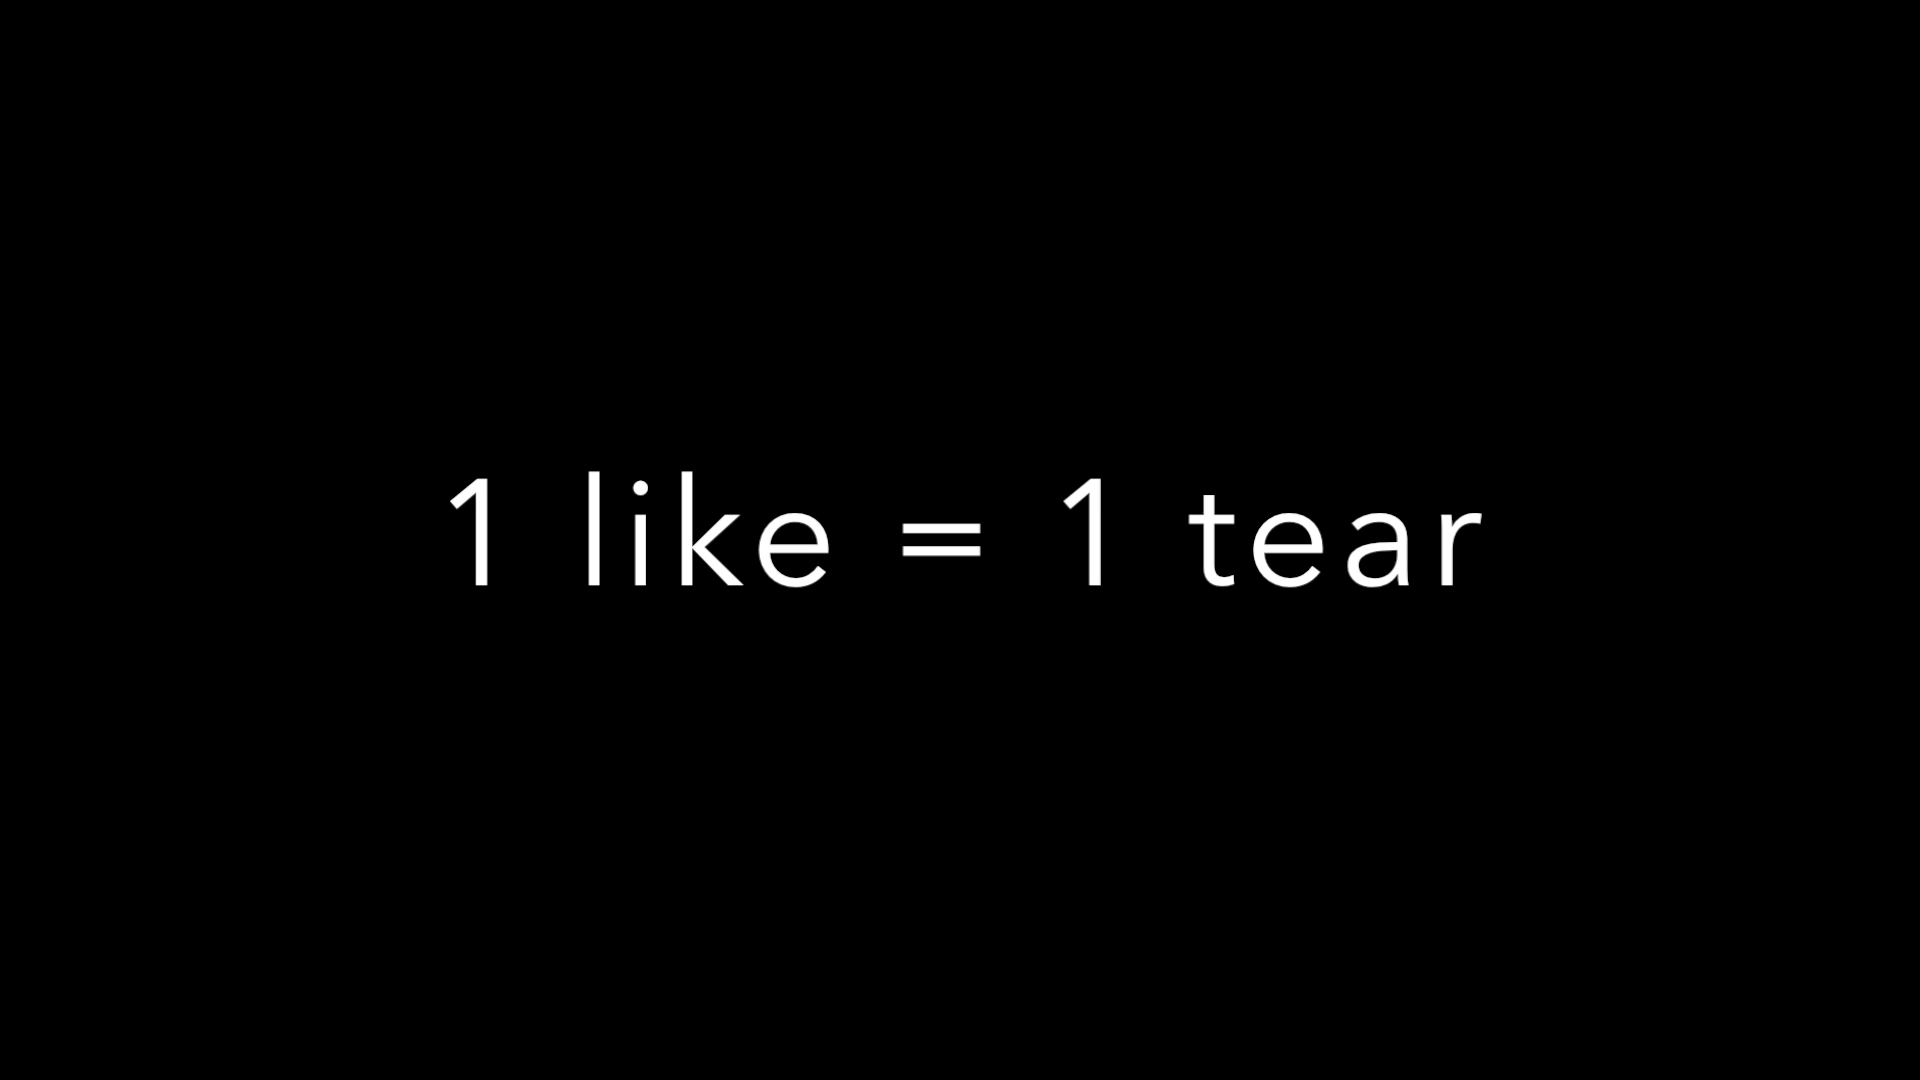 1 like = 1 tear